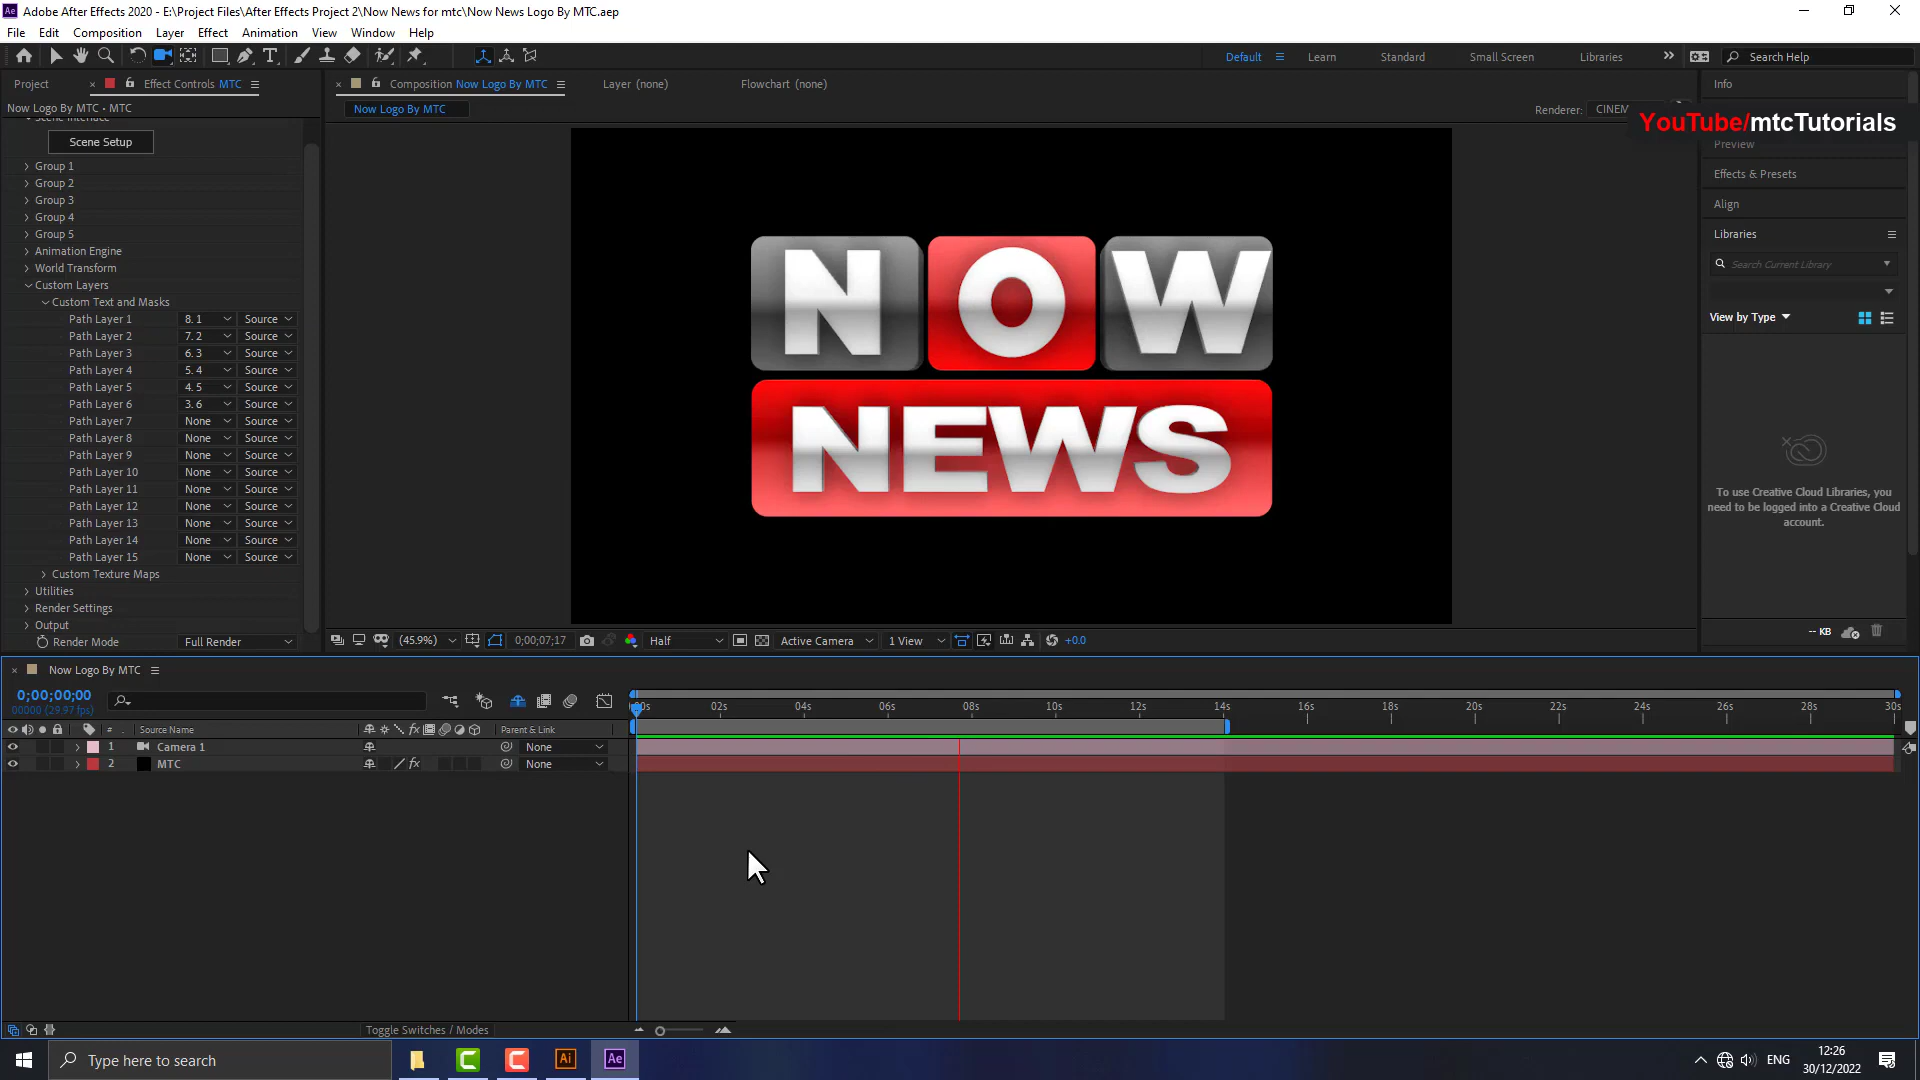 Adobe After Effects 2020 - E:\Project Files\After Effects Project 2\Now News for mtc\Now News Logo By MTC.aep
File Edit Composition Layer Effect Animation View Window Help
Default Learn Standard Small Screen Libraries Search Help
Project Effect Controls MTC Composition Now Logo By MTC Layer (none) Flowchart (none) Info
Now Logo By MTC • MTC Now Logo By MTC Renderer:
YouTube/mtcTutorials
Scene Interface
Scene Setup
Preview
Group 1
Group 2
Group 3
Group 4
Group 5
Animation Engine
World Transform
Custom Layers
Custom Text and Masks
Path Layer 1 8. 1 Source
Path Layer 2 7. 2 Source
Path Layer 3 6. 3 Source
Path Layer 4 5. 4 Source
Path Layer 5 4. 5 Source
Path Layer 6 3. 6 Source
Path Layer 7 None Source
Path Layer 8 None Source
Path Layer 9 None Source
Path Layer 10 None Source
Path Layer 11 None Source
Path Layer 12 None Source
Path Layer 13 None Source
Path Layer 14 None Source
Path Layer 15 None Source
Custom Texture Maps
Utilities
Render Settings
Output
Render Mode Full Render
NOW
NEWS
Effects & Presets
Align
Libraries
Search Current Library
View by Type
To use Creative Cloud Libraries, you
need to be logged into a Creative Cloud
account.
-- KB
(45.9%) 0;00;07;17 Half Active Camera 1 View +0.0
Now Logo By MTC
0;00;00;00
00000 (29.97 fps)
02s 04s 06s 08s 10s 12s 14s 16s 18s 20s 22s 24s 26s 28s 30s
# Source Name Parent & Link
1 Camera 1 None
2 MTC fx None
Toggle Switches / Modes
Type here to search
Ai Ae
ENG
12:26
30/12/2022